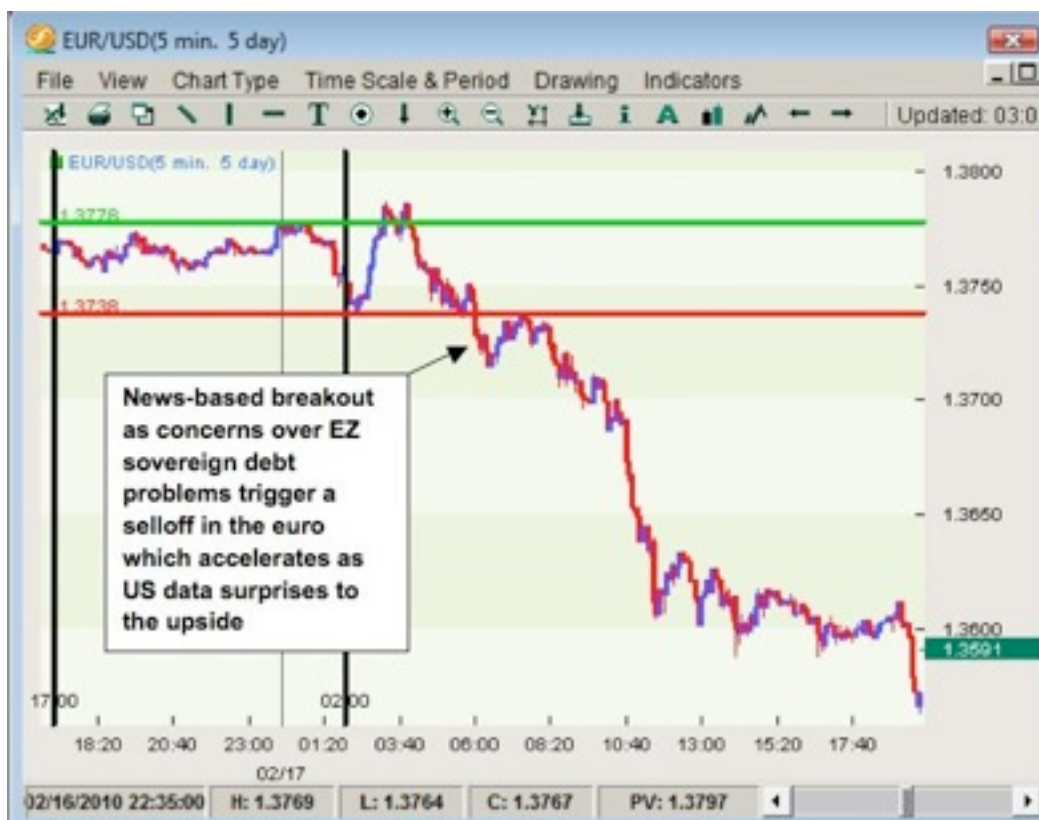 EUR/USD(5 min. 5 day)
File View Chart Type Time Scale & Period Drawing Indicators
T i A Updated: 03:0
EUR/USD(5 min. 5 day)
1.3800
1.3778
1.3750
1.3738
News-based breakout
as concerns over EZ
sovereign debt
problems trigger a
selloff in the euro
which accelerates as
US data surprises to
the upside
1.3700
1.3650
1.3600
1.3591
17:00 02:00
18:20 20:40 23:00 01:20 03:40 06:00 08:20 10:40 13:00 15:20 17:40
02/17
02/16/2010 22:35:00 H: 1.3769 L: 1.3764 C: 1.3767 PV: 1.3797